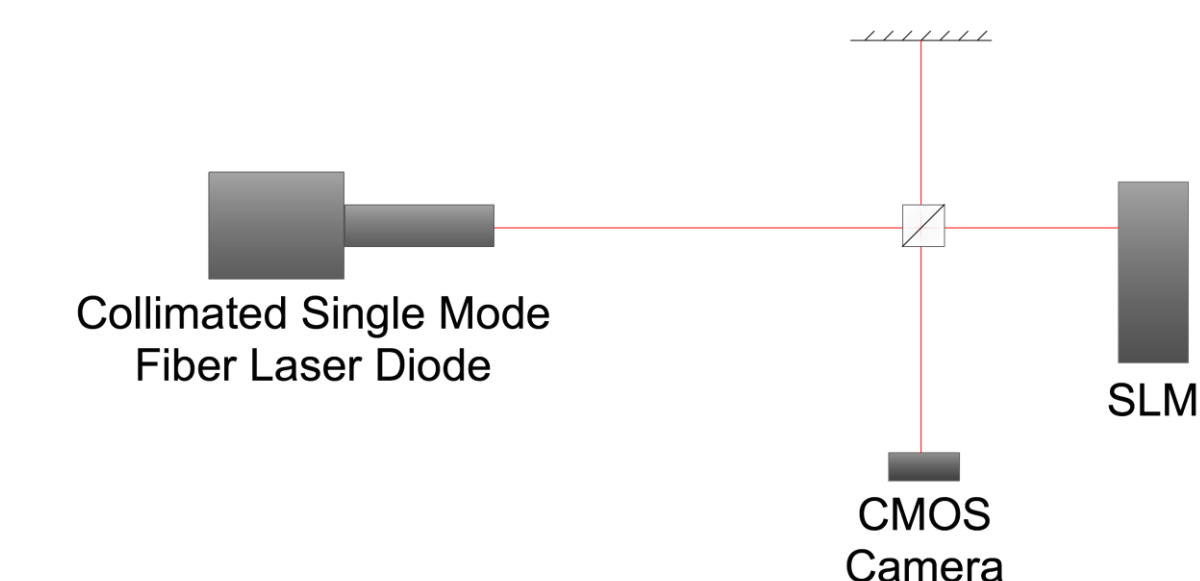 Collimated Single Mode
Fiber Laser Diode
SLM
CMOS
Camera